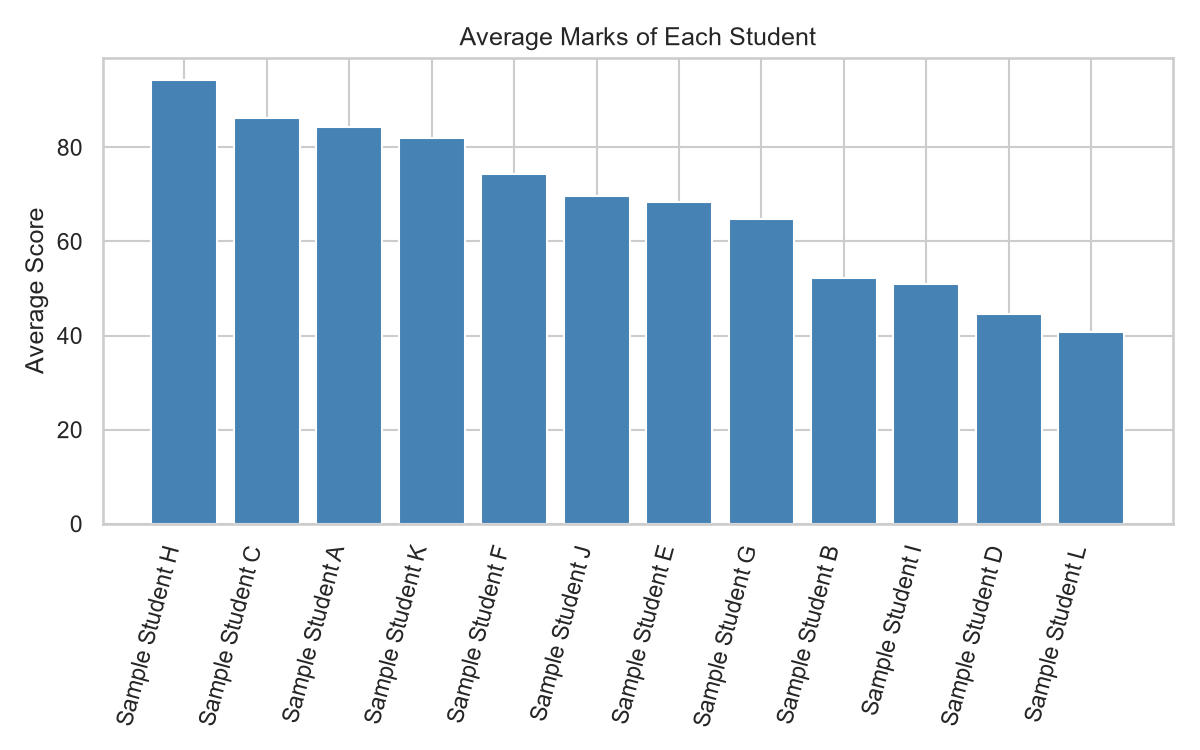 Average Marks of Each Student
Average Score
80
60
40
20
0
Sample Student H
Sample Student C
Sample Student A
Sample Student K
Sample Student F
Sample Student J
Sample Student E
Sample Student G
Sample Student B
Sample Student I
Sample Student D
Sample Student L